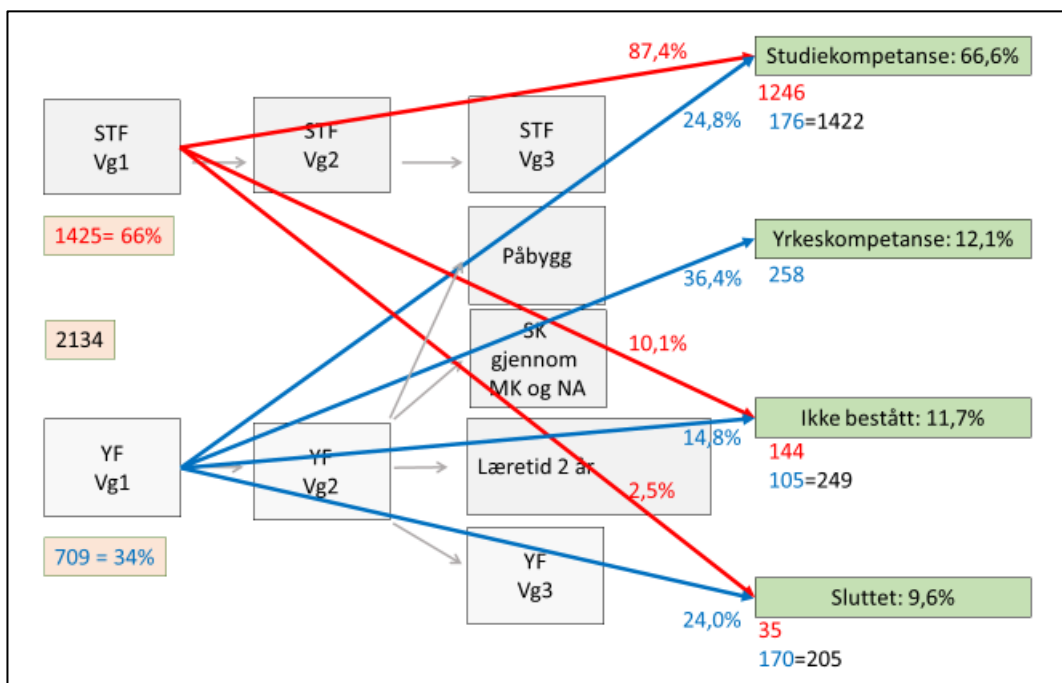 87,4%
Studiekompetanse: 66,6%
1246
176=1422
24,8%
STF
Vg1
STF
Vg2
STF
Vg3
1425= 66%
Påbygg
Yrkeskompetanse: 12,1%
258
36,4%
2134
SK
gjennom
MK og NA
10,1%
Ikke bestått: 11,7%
144
105=249
14,8%
YF
Vg1
YF
Vg2
Læretid 2 år
2,5%
709 = 34%
YF
Vg3
Sluttet: 9,6%
35
170=205
24,0%